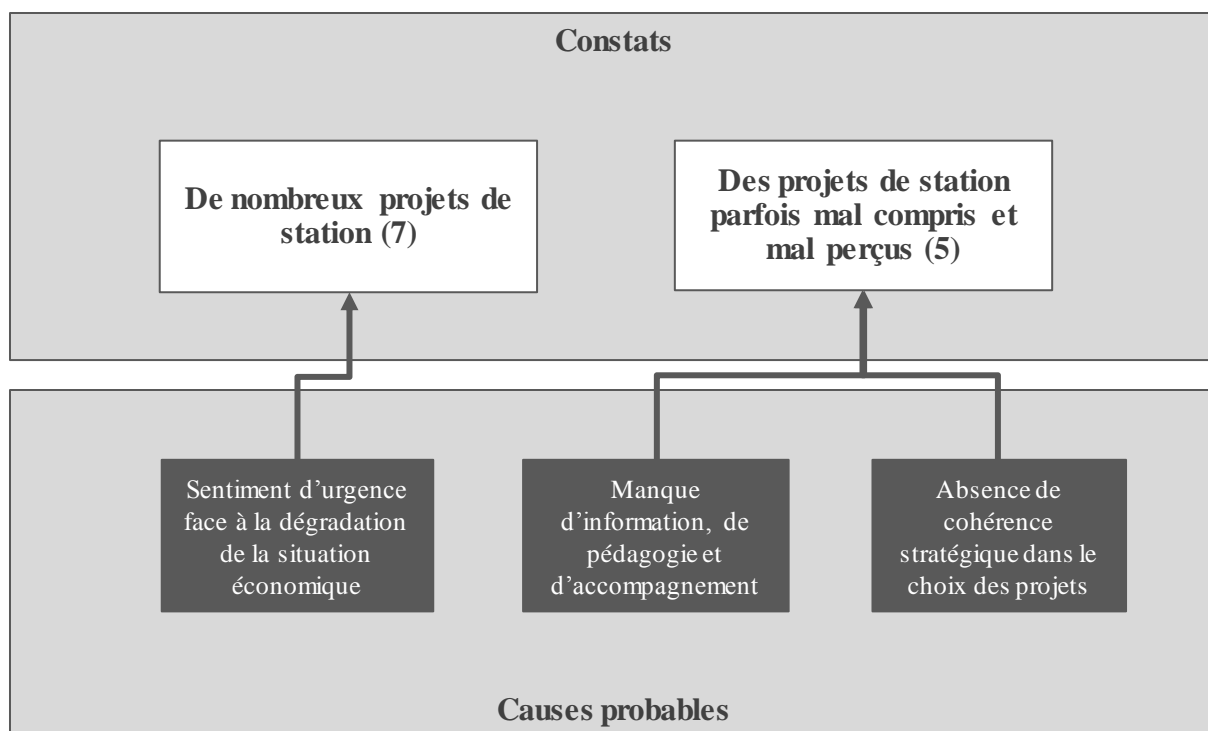 Constats
De nombreux projets de
station (7)
Des projets de station
parfois mal compris et
mal perçus (5)
Sentiment d’urgence
face à la dégradation
de la situation
économique
Manque
d’information, de
pédagogie et
d’accompagnement
Absence de
cohérence
stratégique dans le
choix des projets
Causes probables